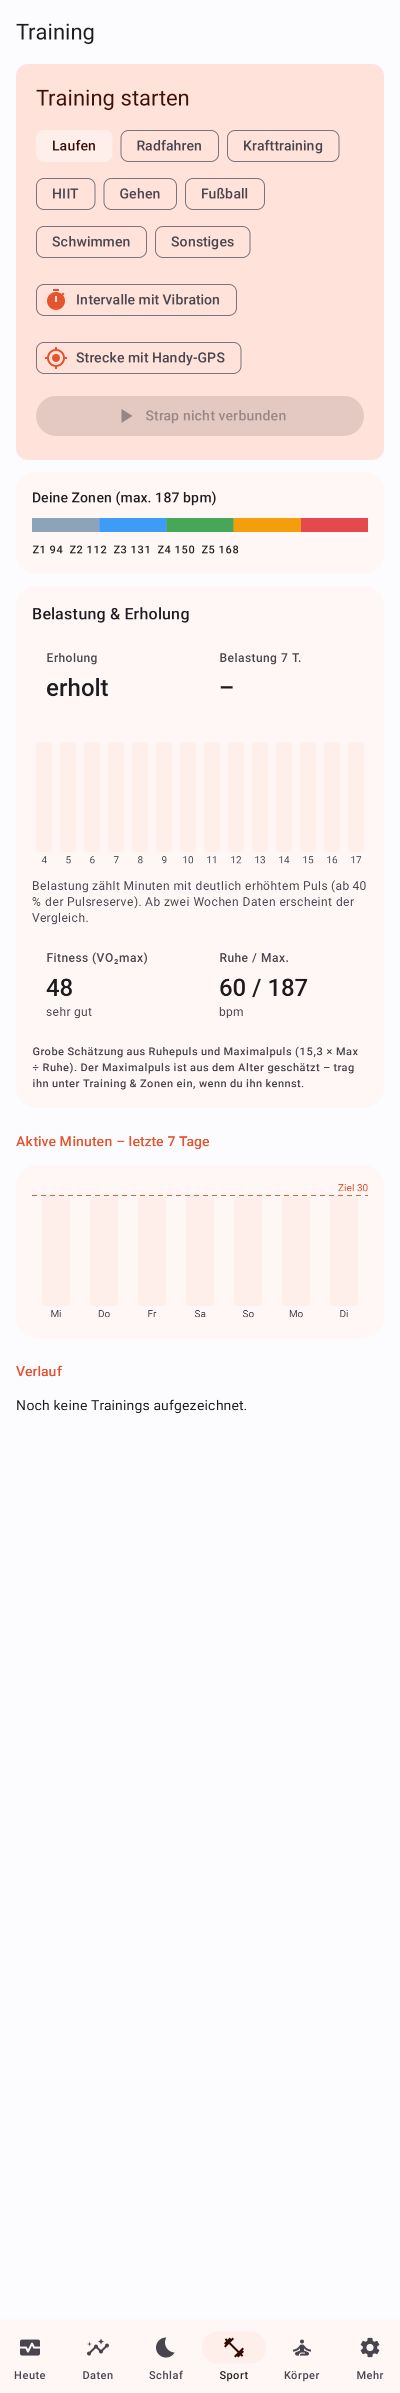 Training
Training starten
Laufen Radfahren Krafttraining
HIIT Gehen Fußball
Schwimmen Sonstiges
Intervalle mit Vibration
Strecke mit Handy-GPS
Strap nicht verbunden
Deine Zonen (max. 187 bpm)
Z1 94 Z2 112 Z3 131 Z4 150 Z5 168
Belastung & Erholung
Erholung Belastung 7 T.
erholt –
4 5 6 7 8 9 10 11 12 13 14 15 16 17
Belastung zählt Minuten mit deutlich erhöhtem Puls (ab 40
% der Pulsreserve). Ab zwei Wochen Daten erscheint der
Vergleich.
Fitness (VO₂max) Ruhe / Max.
48 60 / 187
sehr gut bpm
Grobe Schätzung aus Ruhepuls und Maximalpuls (15,3 × Max
÷ Ruhe). Der Maximalpuls ist aus dem Alter geschätzt – trag
ihn unter Training & Zonen ein, wenn du ihn kennst.
Aktive Minuten – letzte 7 Tage
Ziel 30
Mi Do Fr Sa So Mo Di
Verlauf
Noch keine Trainings aufgezeichnet.
Heute Daten Schlaf Sport Körper Mehr